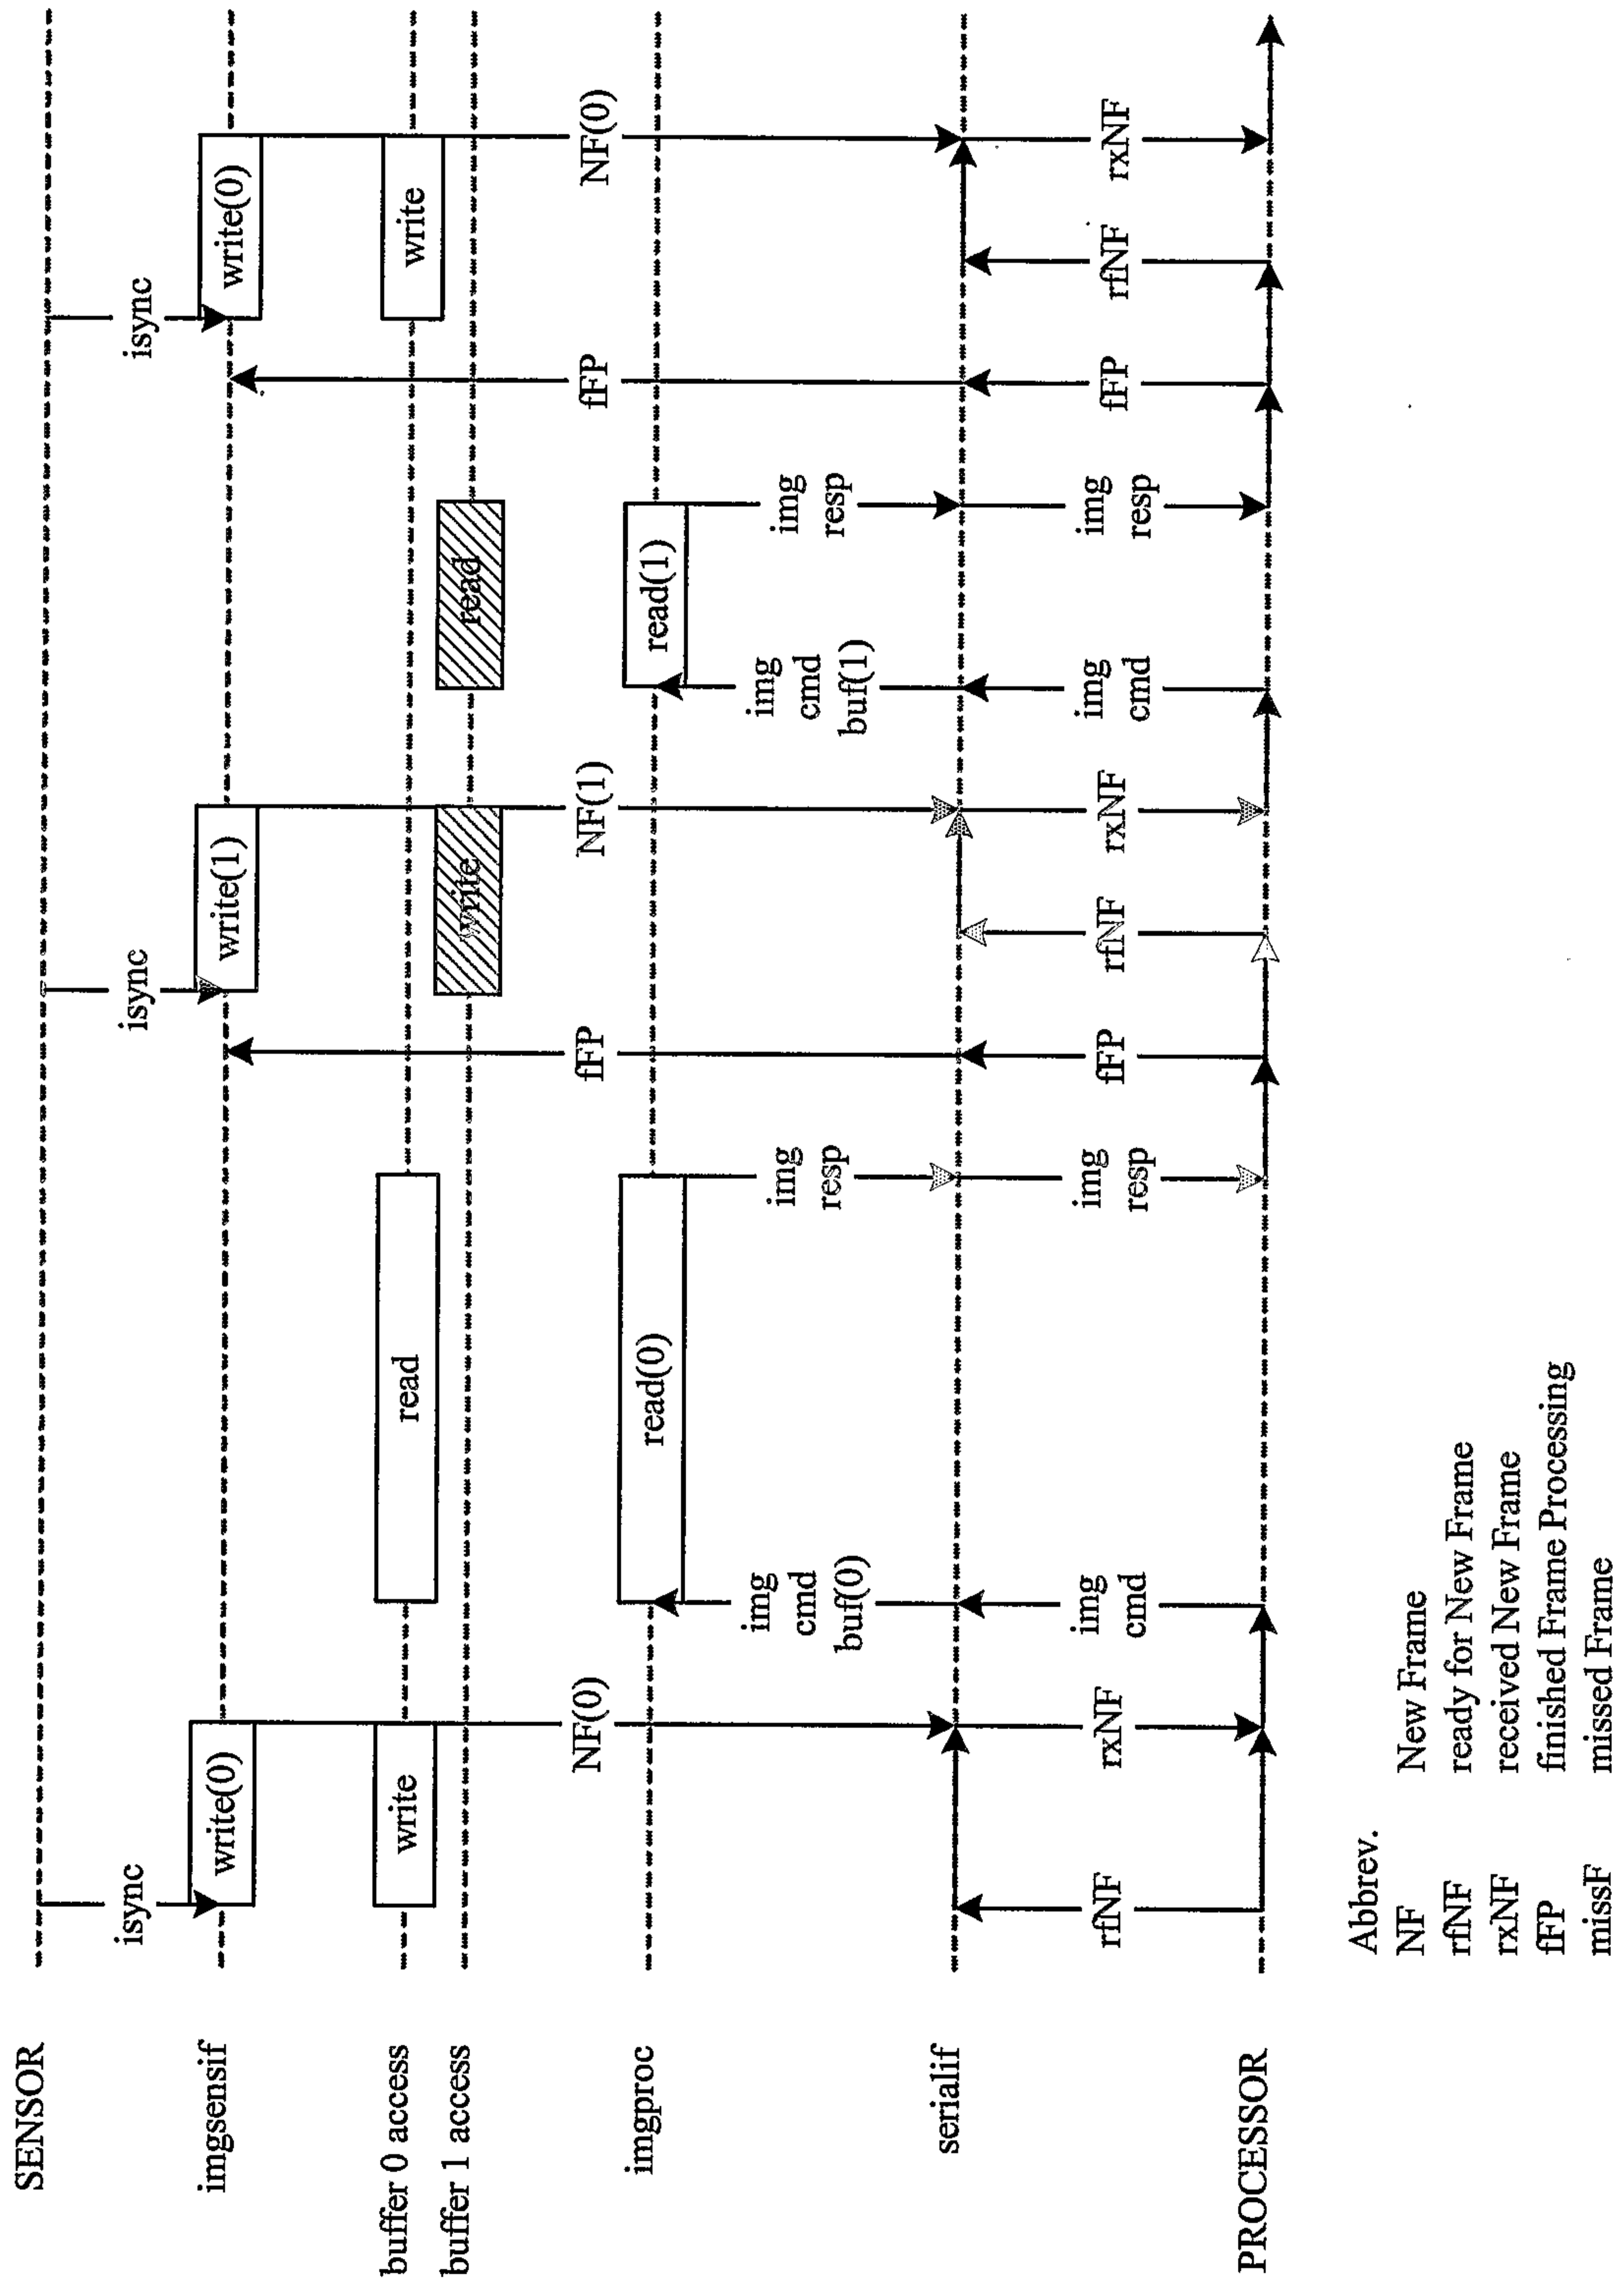 SENSOR
isync
isync
isync
imgsensif
write(0)
write(1)
write(0)
buffer 0 access
write
read
write
buffer 1 access
write
read
NF(0)
fFP
NF(1)
fFP
NF(0)
imgproc
read(0)
read(1)
img
cmd
buf(0)
img
resp
img
cmd
buf(1)
img
resp
serialif
rfNF
rxNF
img
cmd
img
resp
fFP
rfNF
rxNF
img
cmd
img
resp
fFP
rfNF
rxNF
PROCESSOR
Abbrev.
NF New Frame
rfNF ready for New Frame
rxNF received New Frame
fFP finished Frame Processing
missF missed Frame